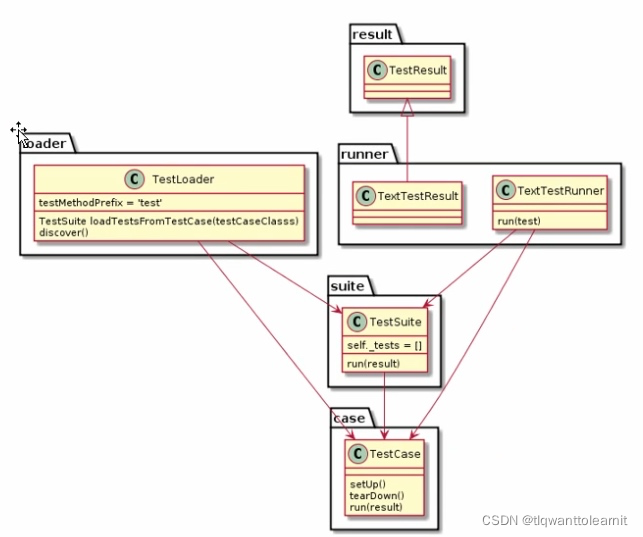 result
C TestResult
loader
C TestLoader
testMethodPrefix = 'test'
TestSuite loadTestsFromTestCase(testCaseClasss)
discover()
runner
C TextTestResult
C TextTestRunner
run(test)
suite
C TestSuite
self._tests = []
run(result)
case
C TestCase
setUp()
tearDown()
run(result)
CSDN @tlqwanttolearnit